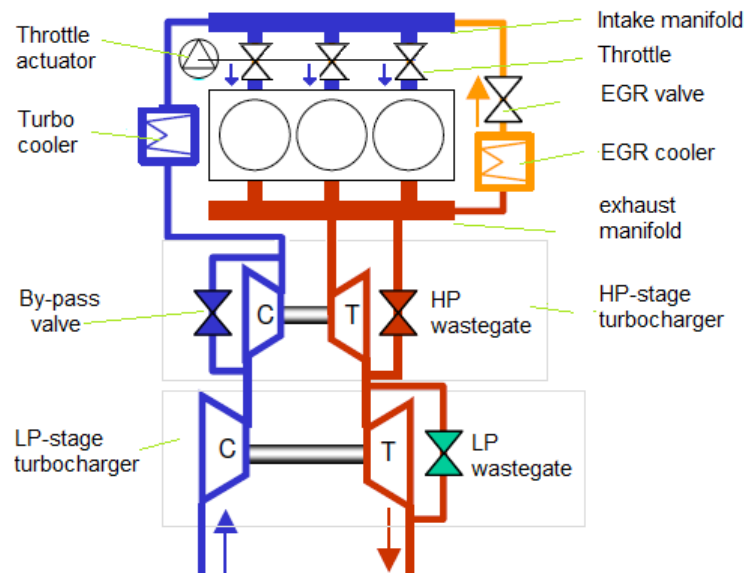 Intake manifold
Throttle
actuator
Throttle
EGR valve
Turbo
cooler
EGR cooler
exhaust
manifold
By-pass
valve
C
T
HP
wastegate
HP-stage
turbocharger
LP-stage
turbocharger
C
T
LP
wastegate